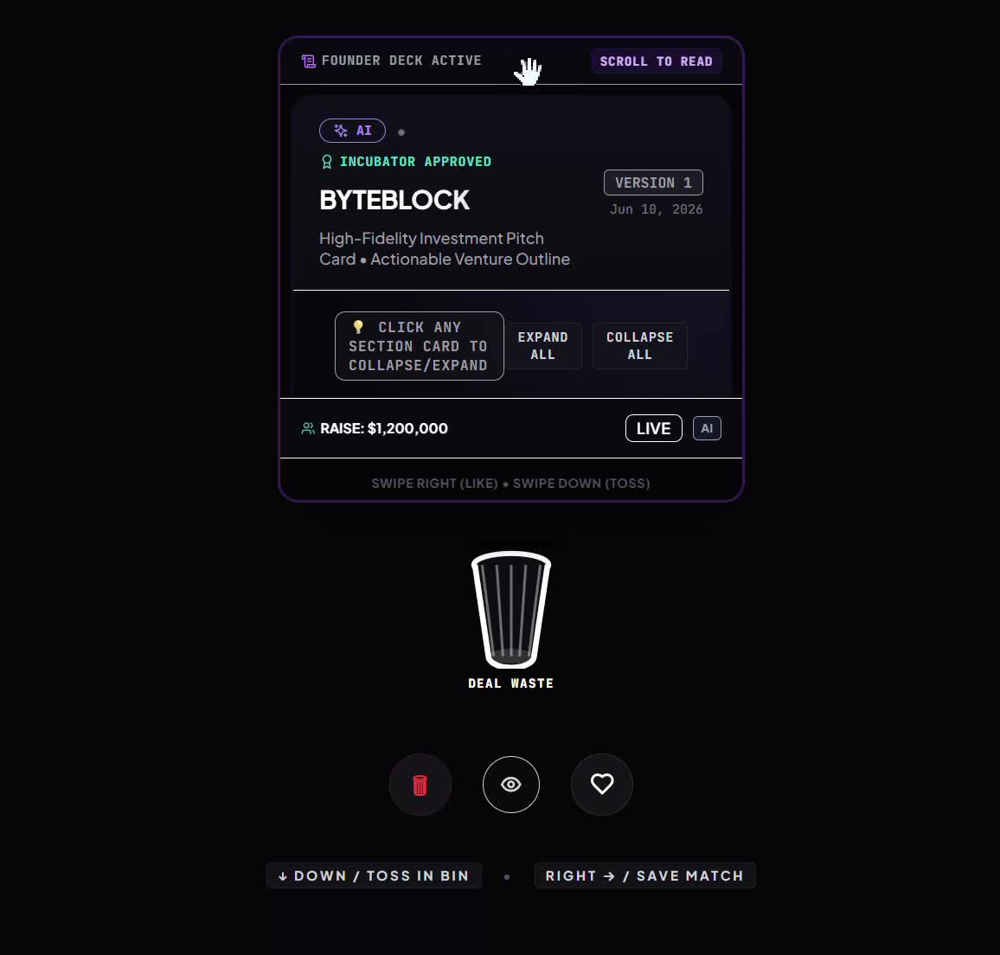 FOUNDER DECK ACTIVE
SCROLL TO READ
AI
INCUBATOR APPROVED
BYTEBLOCK
VERSION 1
Jun 10, 2026
High-Fidelity Investment Pitch
Card • Actionable Venture Outline
💡 CLICK ANY
SECTION CARD TO
COLLAPSE/EXPAND
EXPAND
ALL
COLLAPSE
ALL
RAISE: $1,200,000
LIVE
AI
SWIPE RIGHT (LIKE) • SWIPE DOWN (TOSS)
DEAL WASTE
↓ DOWN / TOSS IN BIN
•
RIGHT → / SAVE MATCH